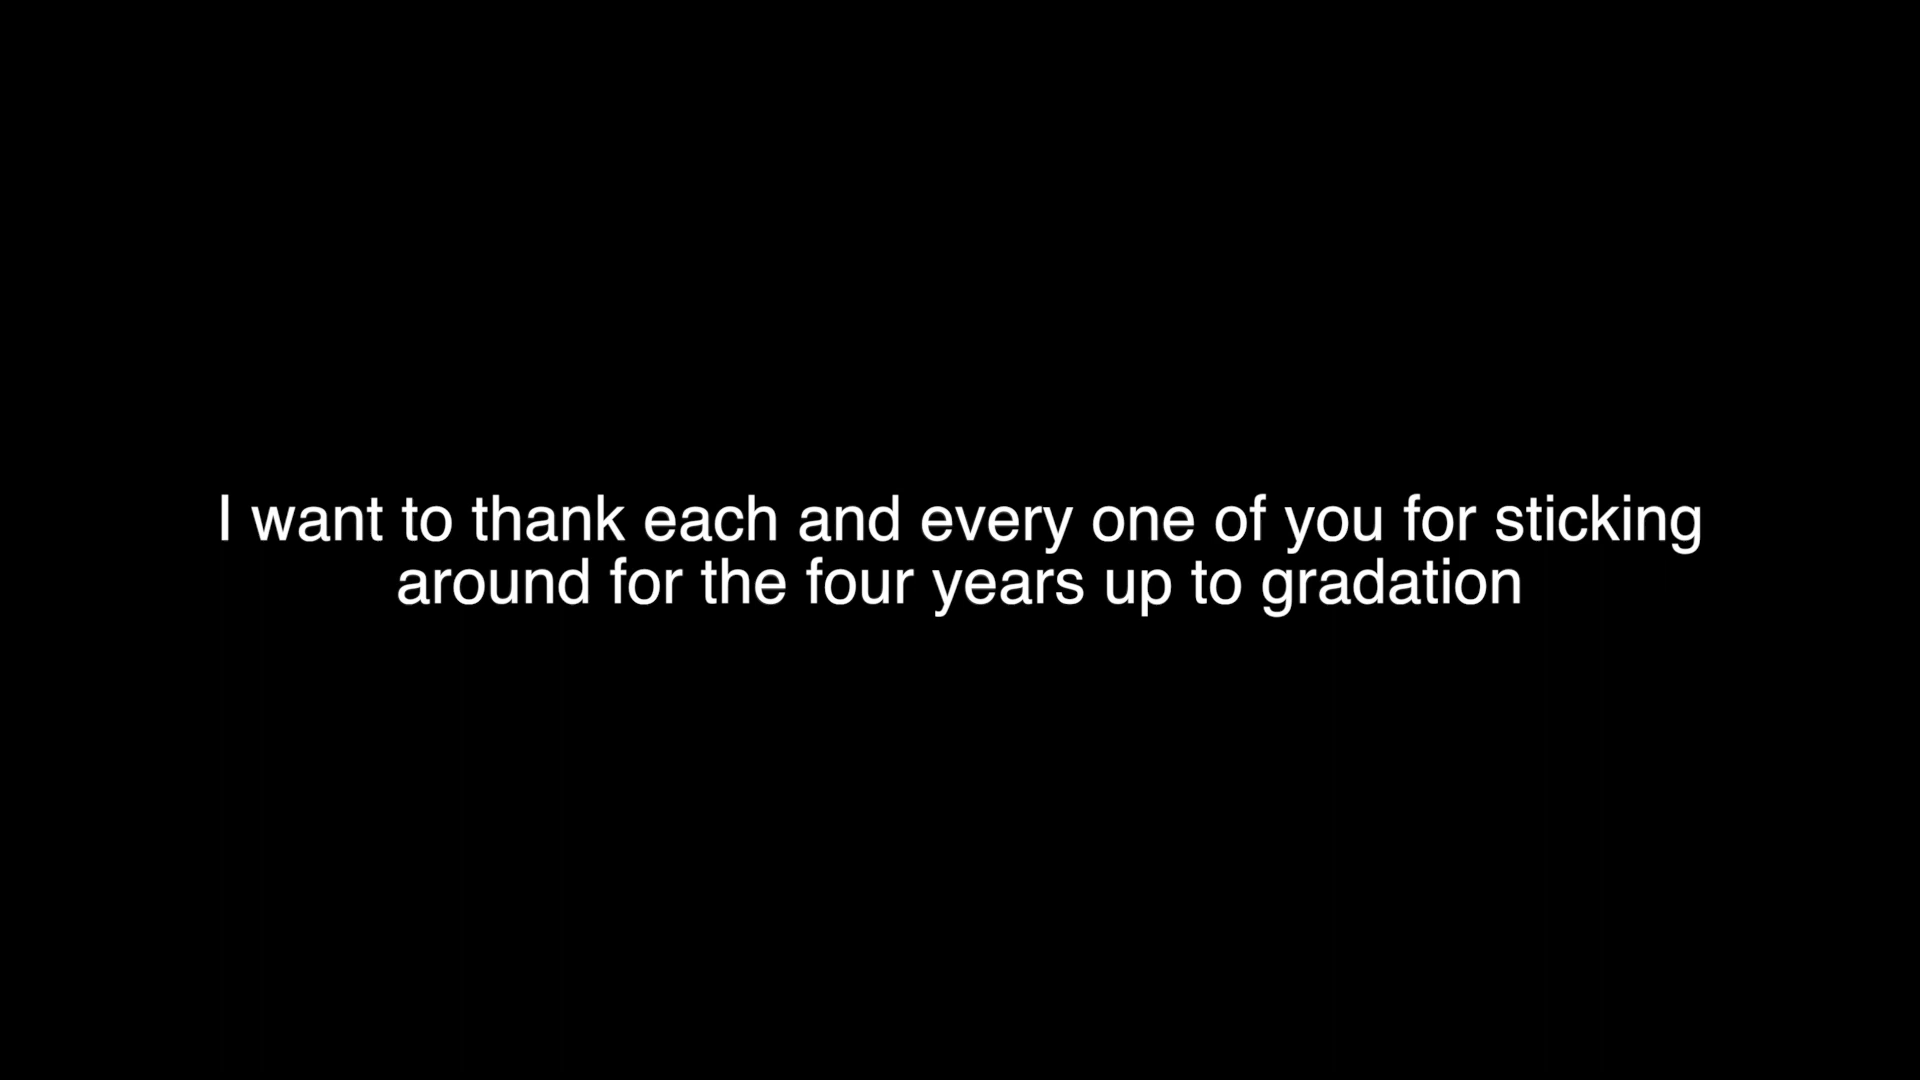 I want to thank each and every one of you for sticking
around for the four years up to gradation